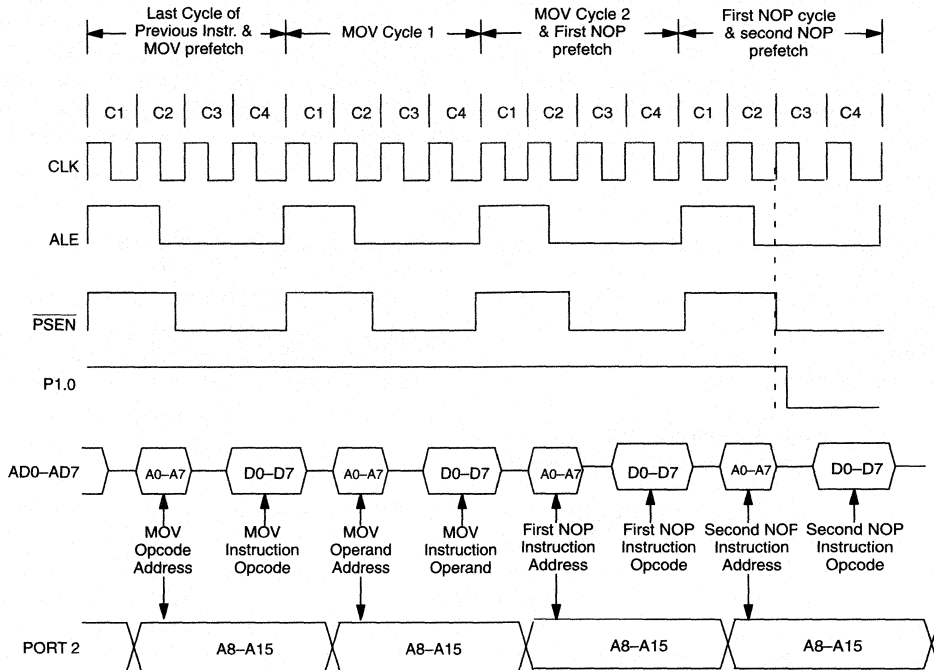 Last Cycle of
Previous Instr. &
MOV prefetch
MOV Cycle 1
MOV Cycle 2
& First NOP
prefetch
First NOP cycle
& second NOP
prefetch
C1 C2 C3 C4 C1 C2 C3 C4 C1 C2 C3 C4 C1 C2 C3 C4
CLK
ALE
PSEN
P1.0
AD0–AD7 A0–A7 D0–D7 A0–A7 D0–D7 A0–A7 D0–D7 A0–A7 D0–D7
MOV
Opcode
Address
MOV
Instruction
Opcode
MOV
Operand
Address
MOV
Instruction
Operand
First NOP
Instruction
Address
First NOP
Instruction
Opcode
Second NOP
Instruction
Address
Second NOP
Instruction
Opcode
PORT 2 A8–A15 A8–A15 A8–A15 A8–A15